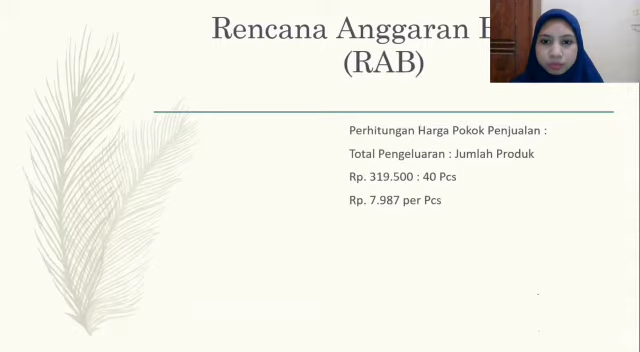 Rencana Anggaran
(RAB)
Perhitungan Harga Pokok Penjualan :
Total Pengeluaran : Jumlah Produk
Rp. 319.500 : 40 Pcs
Rp. 7.987 per Pcs